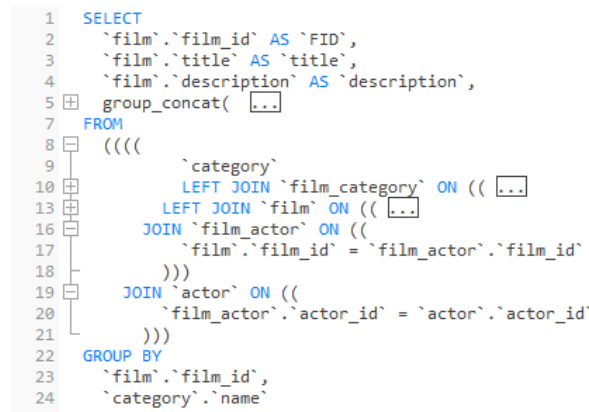 1 SELECT
2 `film`.`film_id` AS `FID`,
3 `film`.`title` AS `title`,
4 `film`.`description` AS `description`,
5 group_concat( ...
7 FROM
8 ((((
9 `category`
10 LEFT JOIN `film_category` ON (( ...
13 LEFT JOIN `film` ON (( ...
16 JOIN `film_actor` ON ((
17 `film`.`film_id` = `film_actor`.`film_id`
18 )))
19 JOIN `actor` ON ((
20 `film_actor`.`actor_id` = `actor`.`actor_id`
21 )))
22 GROUP BY
23 `film`.`film_id`,
24 `category`.`name`